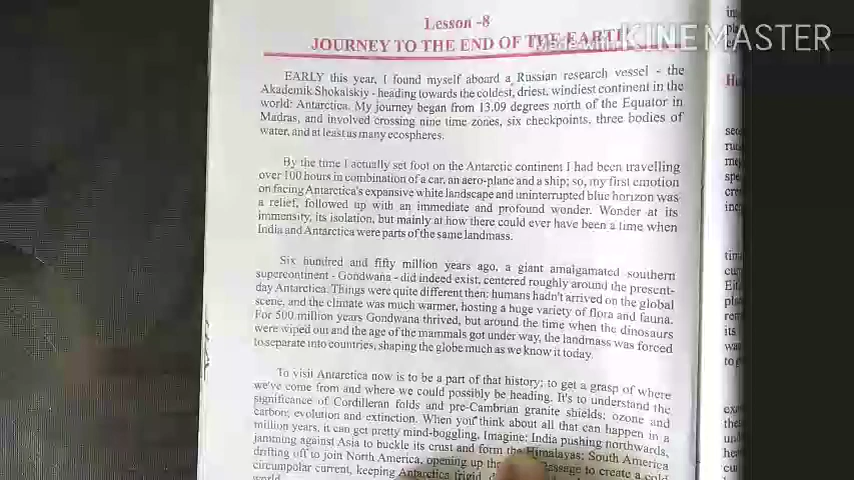 Lesson -8
JOURNEY TO THE END OF THE EARTH
Made with KINEMASTER
EARLY this year, I found myself aboard a Russian research vessel - the
Akademik Shokalskiy - heading towards the coldest, driest, windiest continent in the
world: Antarctica. My journey began from 13.09 degrees north of the Equator in
Madras, and involved crossing nine time zones, six checkpoints, three bodies of
water, and at least as many ecospheres.
By the time I actually set foot on the Antarctic continent I had been travelling
over 100 hours in combination of a car, an aero-plane and a ship; so, my first emotion
on facing Antarctica's expansive white landscape and uninterrupted blue horizon was
a relief, followed up with an immediate and profound wonder. Wonder at its
immensity, its isolation, but mainly at how there could ever have been a time when
India and Antarctica were parts of the same landmass.
Six hundred and fifty million years ago, a giant amalgamated southern
supercontinent - Gondwana - did indeed exist, centered roughly around the present-
day Antarctica. Things were quite different then: humans hadn't arrived on the global
scene, and the climate was much warmer, hosting a huge variety of flora and fauna.
For 500 million years Gondwana thrived, but around the time when the dinosaurs
were wiped out and the age of the mammals got under way, the landmass was forced
to separate into countries, shaping the globe much as we know it today.
To visit Antarctica now is to be a part of that history; to get a grasp of where
we've come from and where we could possibly be heading. It's to understand the
significance of Cordilleran folds and pre-Cambrian granite shields; ozone and
carbon; evolution and extinction. When you think about all that can happen in a
million years, it can get pretty mind-boggling. Imagine: India pushing northwards,
jamming against Asia to buckle its crust and form the Himalayas; South America
drifting off to join North America, opening up the passage to create a cold
circumpolar current, keeping Antarctica frigid,
world.